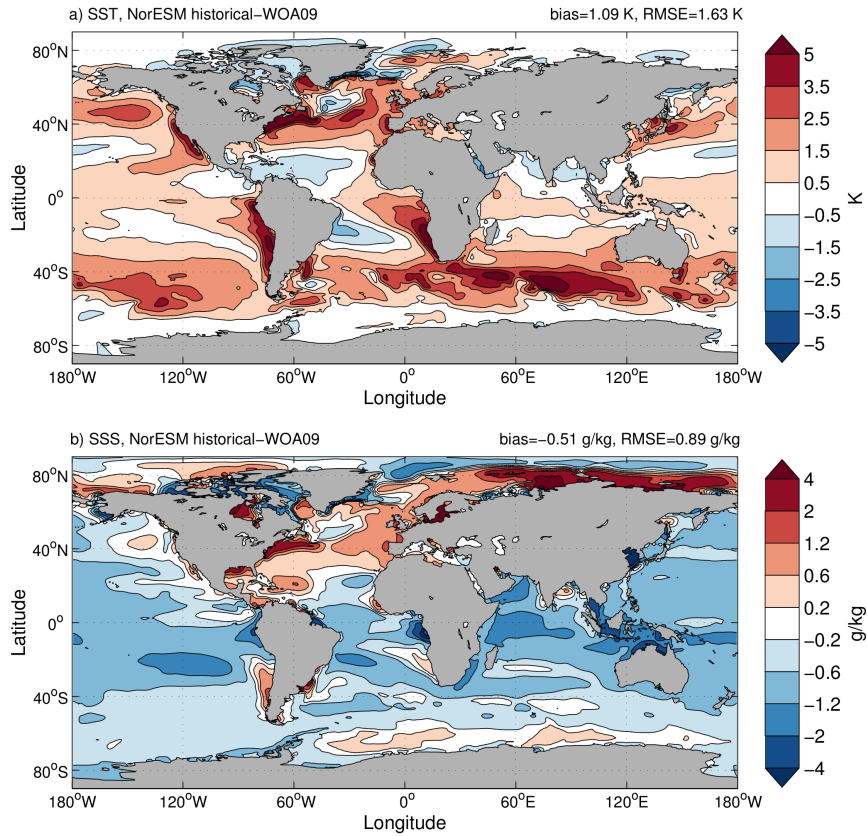 a) SST, NorESM historical−WOA09 bias=1.09 K, RMSE=1.63 K
80°N
40°N
0°
40°S
80°S
Latitude
180°W 120°W 60°W 0° 60°E 120°E 180°W
Longitude
5
3.5
2.5
1.5
0.5
−0.5
−1.5
−2.5
−3.5
−5
K
b) SSS, NorESM historical−WOA09 bias=−0.51 g/kg, RMSE=0.89 g/kg
80°N
40°N
0°
40°S
80°S
Latitude
180°W 120°W 60°W 0° 60°E 120°E 180°W
Longitude
4
2
1.2
0.6
0.2
−0.2
−0.6
−1.2
−2
−4
g/kg